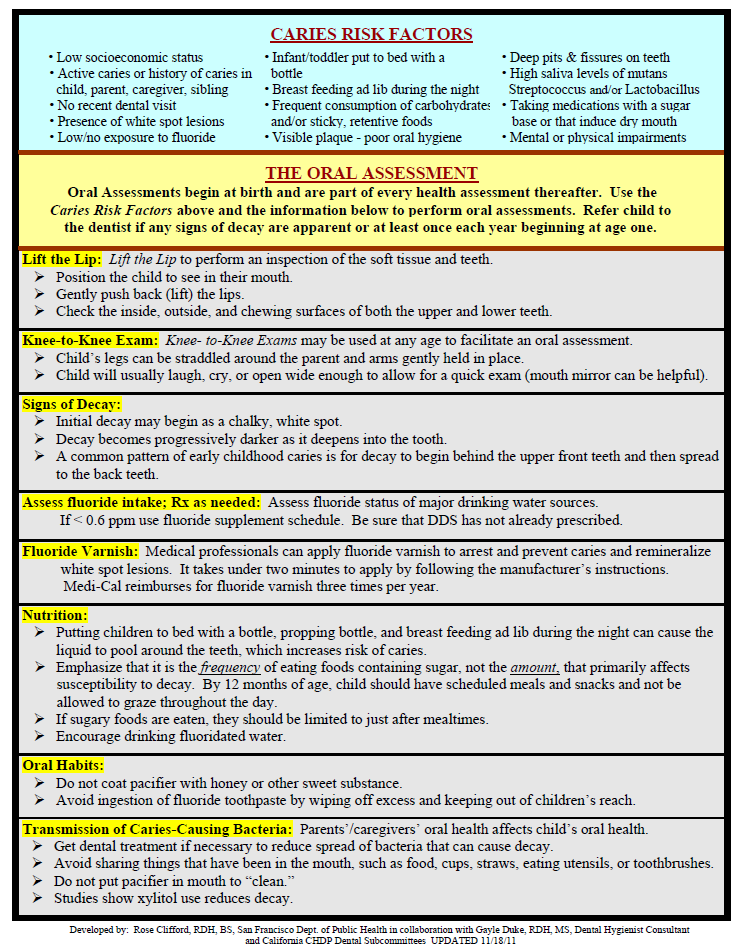 CARIES RISK FACTORS
• Low socioeconomic status
• Active caries or history of caries in
child, parent, caregiver, sibling
• No recent dental visit
• Presence of white spot lesions
• Low/no exposure to fluoride
• Infant/toddler put to bed with a
bottle
• Breast feeding ad lib during the night
• Frequent consumption of carbohydrates
and/or sticky, retentive foods
• Visible plaque - poor oral hygiene
• Deep pits & fissures on teeth
• High saliva levels of mutans
Streptococcus and/or Lactobacillus
• Taking medications with a sugar
base or that induce dry mouth
• Mental or physical impairments
THE ORAL ASSESSMENT
Oral Assessments begin at birth and are part of every health assessment thereafter. Use the
Caries Risk Factors above and the information below to perform oral assessments. Refer child to
the dentist if any signs of decay are apparent or at least once each year beginning at age one.
Lift the Lip: Lift the Lip to perform an inspection of the soft tissue and teeth.
➢ Position the child to see in their mouth.
➢ Gently push back (lift) the lips.
➢ Check the inside, outside, and chewing surfaces of both the upper and lower teeth.
Knee-to-Knee Exam: Knee- to-Knee Exams may be used at any age to facilitate an oral assessment.
➢ Child's legs can be straddled around the parent and arms gently held in place.
➢ Child will usually laugh, cry, or open wide enough to allow for a quick exam (mouth mirror can be helpful).
Signs of Decay:
➢ Initial decay may begin as a chalky, white spot.
➢ Decay becomes progressively darker as it deepens into the tooth.
➢ A common pattern of early childhood caries is for decay to begin behind the upper front teeth and then spread
to the back teeth.
Assess fluoride intake; Rx as needed: Assess fluoride status of major drinking water sources.
If < 0.6 ppm use fluoride supplement schedule. Be sure that DDS has not already prescribed.
Fluoride Varnish: Medical professionals can apply fluoride varnish to arrest and prevent caries and remineralize
white spot lesions. It takes under two minutes to apply by following the manufacturer's instructions.
Medi-Cal reimburses for fluoride varnish three times per year.
Nutrition:
➢ Putting children to bed with a bottle, propping bottle, and breast feeding ad lib during the night can cause the
liquid to pool around the teeth, which increases risk of caries.
➢ Emphasize that it is the frequency of eating foods containing sugar, not the amount, that primarily affects
susceptibility to decay. By 12 months of age, child should have scheduled meals and snacks and not be
allowed to graze throughout the day.
➢ If sugary foods are eaten, they should be limited to just after mealtimes.
➢ Encourage drinking fluoridated water.
Oral Habits:
➢ Do not coat pacifier with honey or other sweet substance.
➢ Avoid ingestion of fluoride toothpaste by wiping off excess and keeping out of children's reach.
Transmission of Caries-Causing Bacteria: Parents'/caregivers' oral health affects child's oral health.
➢ Get dental treatment if necessary to reduce spread of bacteria that can cause decay.
➢ Avoid sharing things that have been in the mouth, such as food, cups, straws, eating utensils, or toothbrushes.
➢ Do not put pacifier in mouth to "clean."
➢ Studies show xylitol use reduces decay.
Developed by: Rose Clifford, RDH, BS, San Francisco Dept. of Public Health in collaboration with Gayle Duke, RDH, MS, Dental Hygienist Consultant
and California CHDP Dental Subcommittees UPDATED 11/18/11